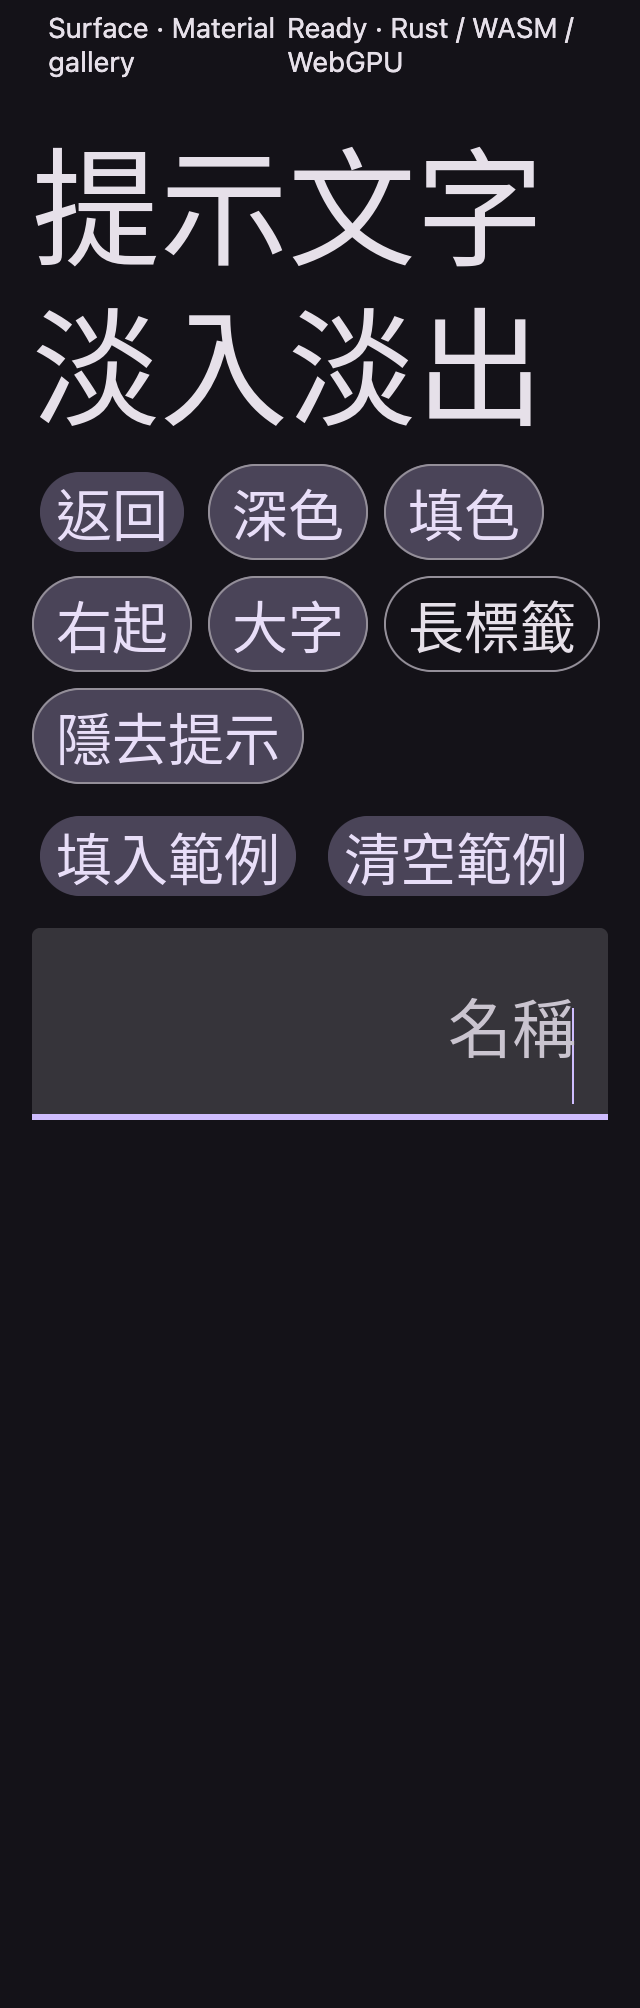 Surface · Material gallery
Ready · Rust / WASM / WebGPU
提示文字
淡入淡出
返回 深色 填色
右起 大字 長標籤
隱去提示
填入範例 清空範例
名稱